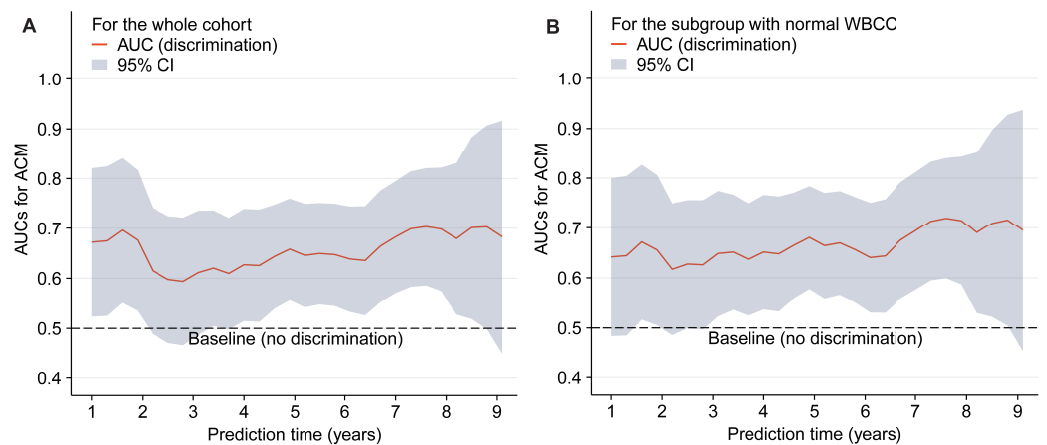 A
For the whole cohort
AUC (discrimination)
95% CI
AUCs for ACM
1.0
0.9
0.8
0.7
0.6
0.5
0.4
Baseline (no discrimination)
1 2 3 4 5 6 7 8 9
Prediction time (years)
B
For the subgroup with normal WBCC
AUC (discrimination)
95% CI
AUCs for ACM
1.0
0.9
0.8
0.7
0.6
0.5
0.4
Baseline (no discrimination)
1 2 3 4 5 6 7 8 9
Prediction time (years)